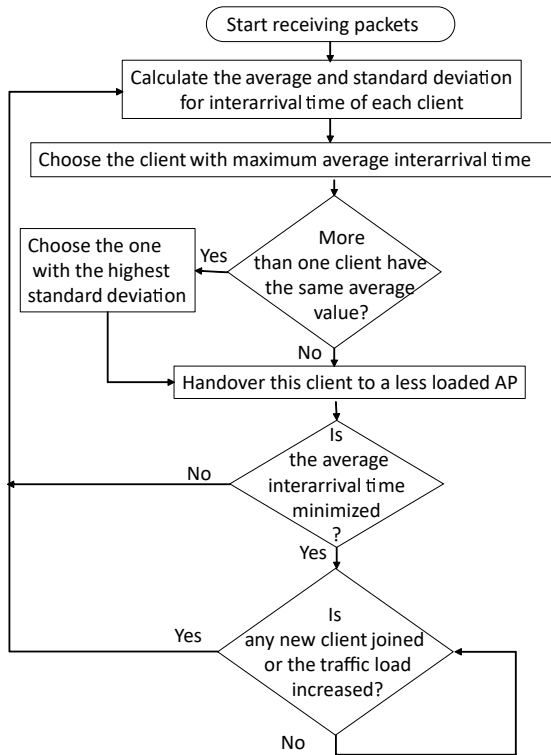 Start receiving packets
Calculate the average and standard deviation
for interarrival time of each client
Choose the client with maximum average interarrival time
More
than one client have
the same average
value?
Yes
Choose the one
with the highest
standard deviation
No
Handover this client to a less loaded AP
Is
the average
interarrival time
minimized
?
No
Yes
Is
any new client joined
or the traffic load
increased?
Yes
No